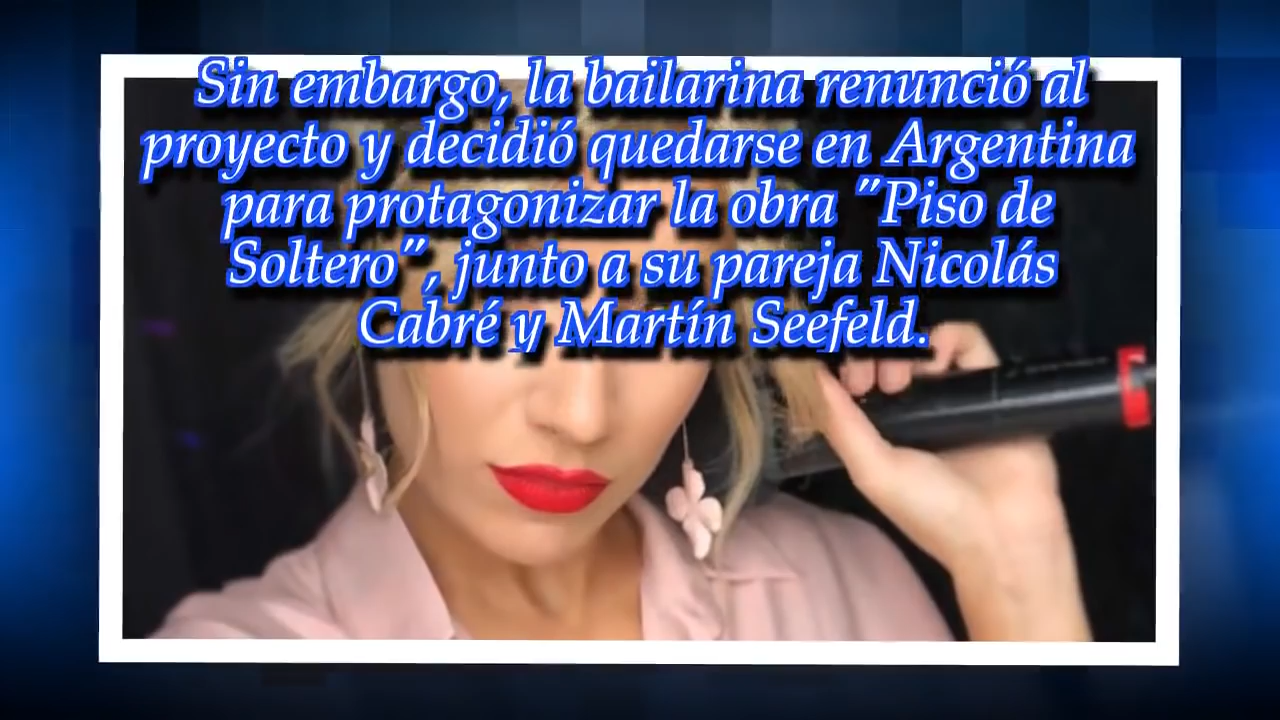 Sin embargo, la bailarina renunció al
proyecto y decidió quedarse en Argentina
para protagonizar la obra "Piso de
Soltero", junto a su pareja Nicolás
Cabré y Martín Seefeld.